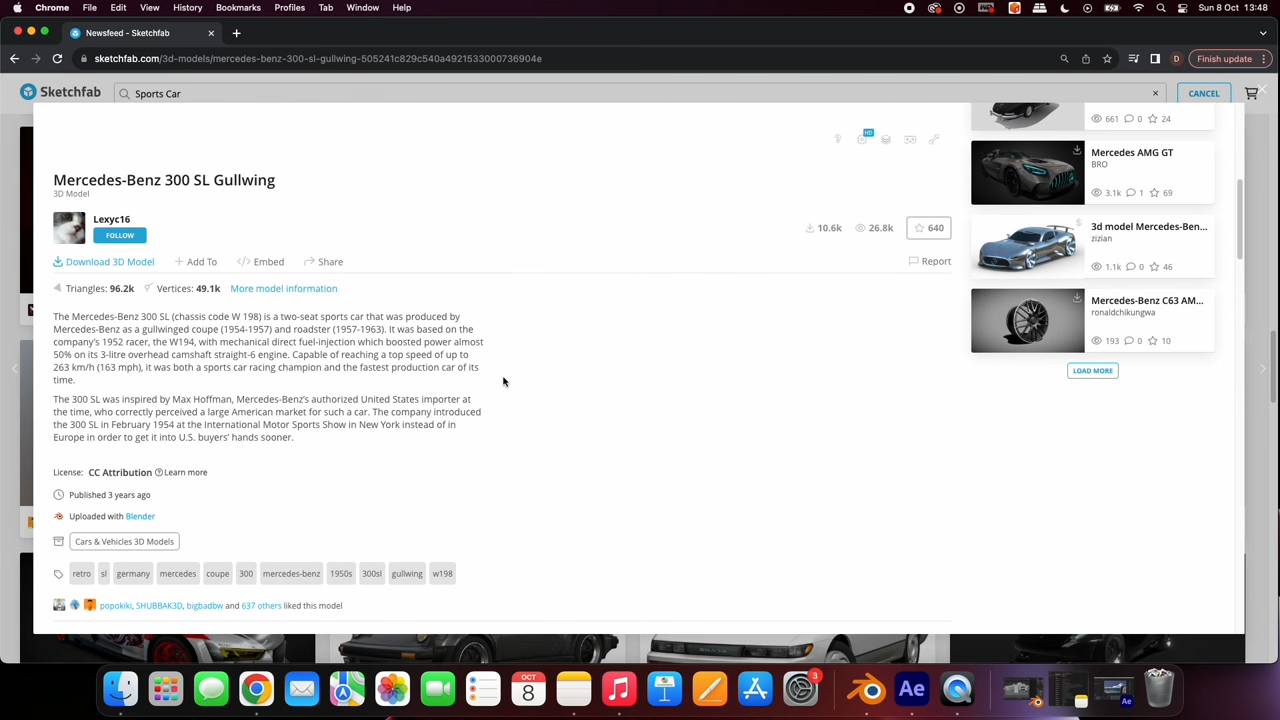 Chrome File Edit View History Bookmarks Profiles Tab Window Help
Sun 8 Oct 13:48
Newsfeed - Sketchfab
sketchfab.com/3d-models/mercedes-benz-300-sl-gullwing-505241c829c540a4921533000736904e
D
Finish update
Sketchfab
Sports Car
CANCEL
661 0 24
HD
Mercedes AMG GT
BRO
3.1k 1 69
Mercedes-Benz 300 SL Gullwing
3D Model
Lexyc16
FOLLOW
10.6k 26.8k 640
3d model Mercedes-Ben...
zizian
1.1k 0 46
Download 3D Model Add To Embed Share
Report
Triangles: 96.2k Vertices: 49.1k More model information
Mercedes-Benz C63 AM...
ronaldchikungwa
193 0 10
LOAD MORE
The Mercedes-Benz 300 SL (chassis code W 198) is a two-seat sports car that was produced by
Mercedes-Benz as a gullwinged coupe (1954-1957) and roadster (1957-1963). It was based on the
company's 1952 racer, the W194, with mechanical direct fuel-injection which boosted power almost
50% on its 3-litre overhead camshaft straight-6 engine. Capable of reaching a top speed of up to
263 km/h (163 mph), it was both a sports car racing champion and the fastest production car of its
time.
The 300 SL was inspired by Max Hoffman, Mercedes-Benz's authorized United States importer at
the time, who correctly perceived a large American market for such a car. The company introduced
the 300 SL in February 1954 at the International Motor Sports Show in New York instead of in
Europe in order to get it into U.S. buyers' hands sooner.
License: CC Attribution Learn more
Published 3 years ago
Uploaded with Blender
Cars & Vehicles 3D Models
retro sl germany mercedes coupe 300 mercedes-benz 1950s 300sl gullwing w198
popokiki, SHUBBAK3D, bigbadbw and 637 others liked this model
OCT
8
3
Ae